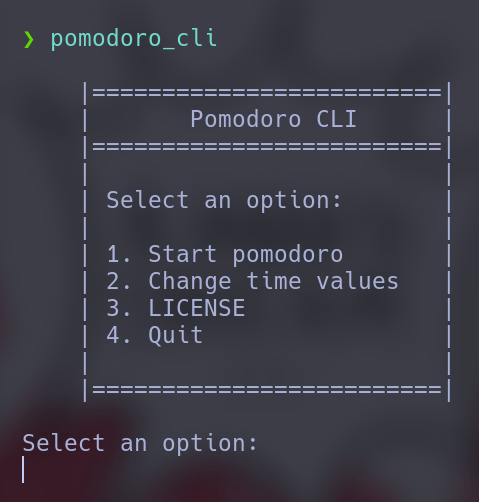 ❯ pomodoro_cli
|=========================|
|       Pomodoro CLI      |
|=========================|
|                         |
| Select an option:       |
|                         |
| 1. Start pomodoro       |
| 2. Change time values   |
| 3. LICENSE              |
| 4. Quit                 |
|                         |
|=========================|
Select an option: